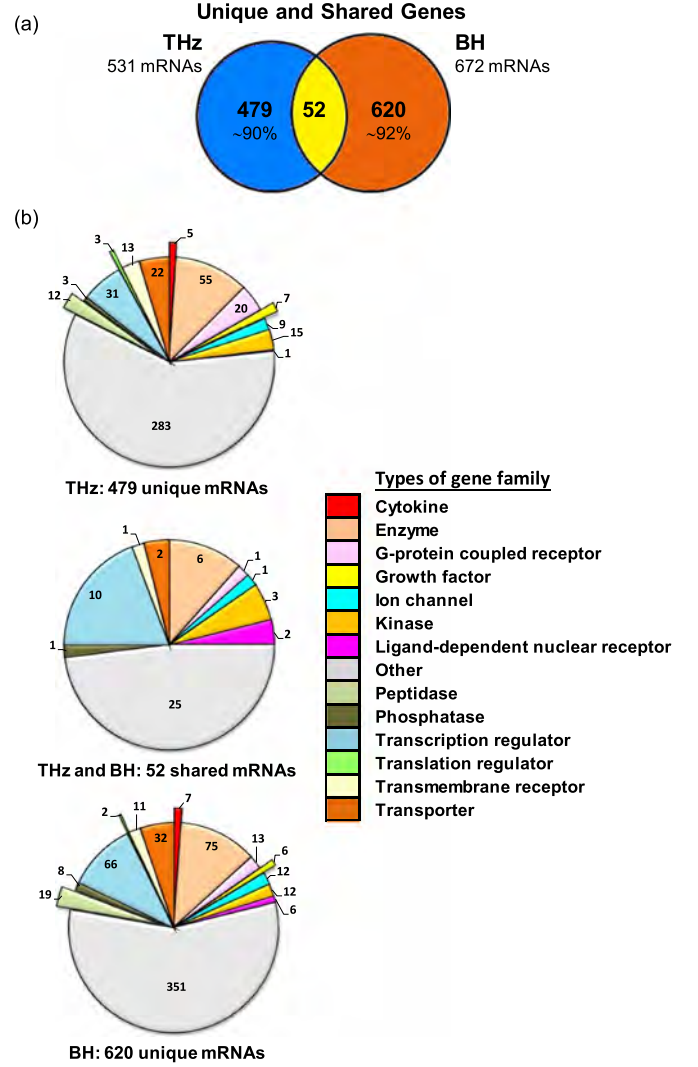 Unique and Shared Genes
(a)
THz
531 mRNAs
BH
672 mRNAs
479
~90%
52
620
~92%
(b)
5
55
20
7
9
15
1
283
12
3
31
3
13
22
THz: 479 unique mRNAs
6
1
1
3
2
25
1
10
1
2
THz and BH: 52 shared mRNAs
7
75
13
6
12
12
6
351
19
8
66
2
11
32
BH: 620 unique mRNAs
Types of gene family
Cytokine
Enzyme
G-protein coupled receptor
Growth factor
Ion channel
Kinase
Ligand-dependent nuclear receptor
Other
Peptidase
Phosphatase
Transcription regulator
Translation regulator
Transmembrane receptor
Transporter